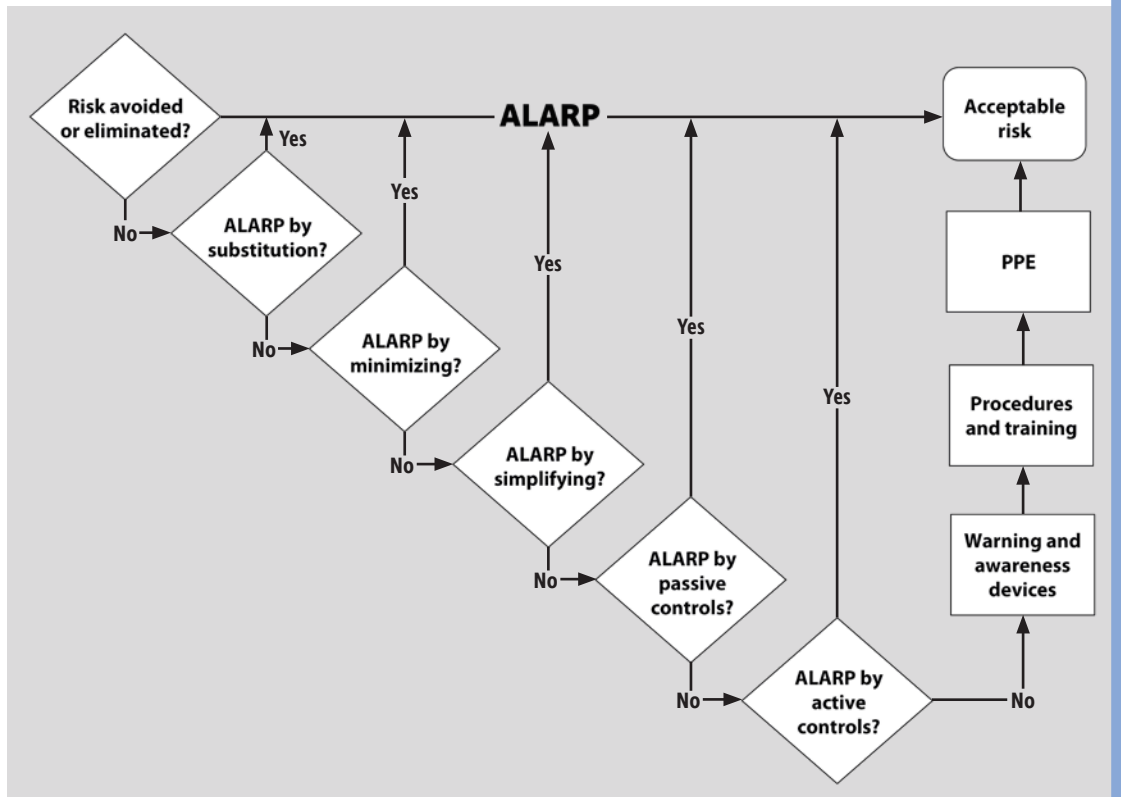 Risk avoided
or eliminated?
ALARP
Acceptable
risk
Yes
No
ALARP by
substitution?
Yes
No
ALARP by
minimizing?
Yes
No
ALARP by
simplifying?
Yes
No
ALARP by
passive
controls?
Yes
No
ALARP by
active
controls?
No
Warning and
awareness
devices
Procedures
and training
PPE